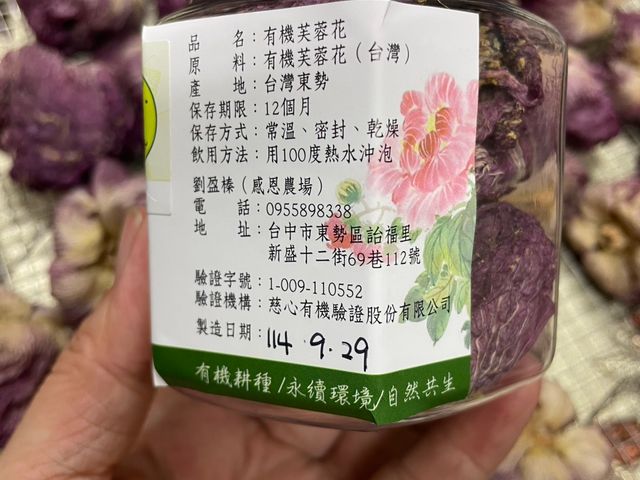 品　　名：有機芙蓉花
原　　料：有機芙蓉花（台灣）
產　　地：台灣東勢
保存期限：12個月
保存方式：常溫、密封、乾燥
飲用方法：用100度熱水沖泡
劉盈榛（感恩農場）
電　　話：0955898338
地　　址：台中市東勢區詒福里
新盛十二街69巷112號
驗證字號：1-009-110552
驗證機構：慈心有機驗證股份有限公司
製造日期：114.9.29
有機耕種/永續環境/自然共生